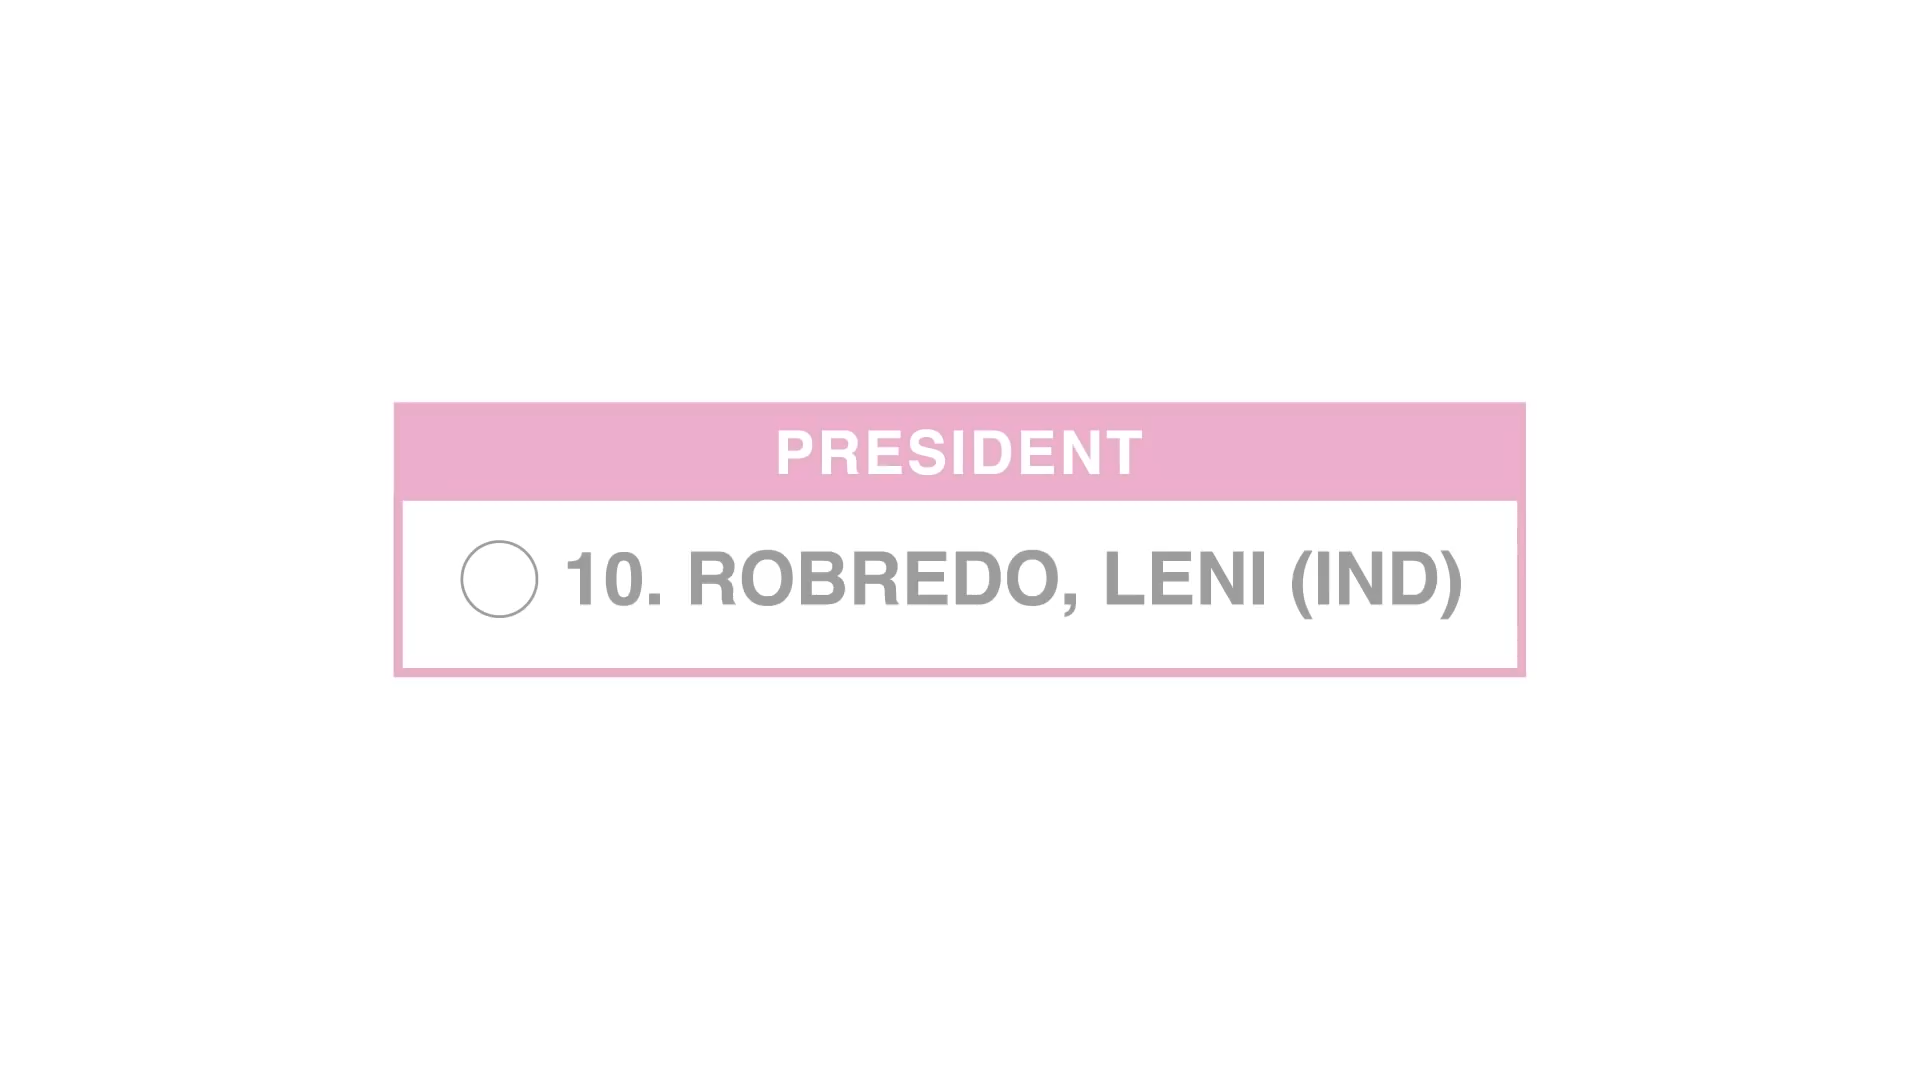 PRESIDENT
10. ROBREDO, LENI (IND)